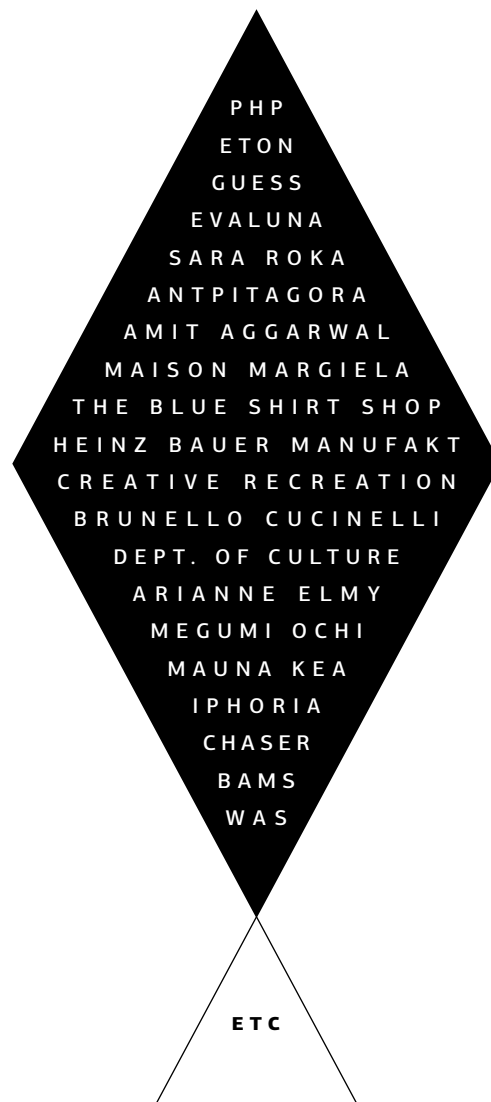 PHP
ETON
GUESS
EVALUNA
SARA ROKA
ANTPITAGORA
AMIT AGGARWAL
MAISON MARGIELA
THE BLUE SHIRT SHOP
HEINZ BAUER MANUFAKT
CREATIVE RECREATION
BRUNELLO CUCINELLI
DEPT. OF CULTURE
ARIANNE ELMY
MEGUMI OCHI
MAUNA KEA
IPHORIA
CHASER
BAMS
WAS
ETC